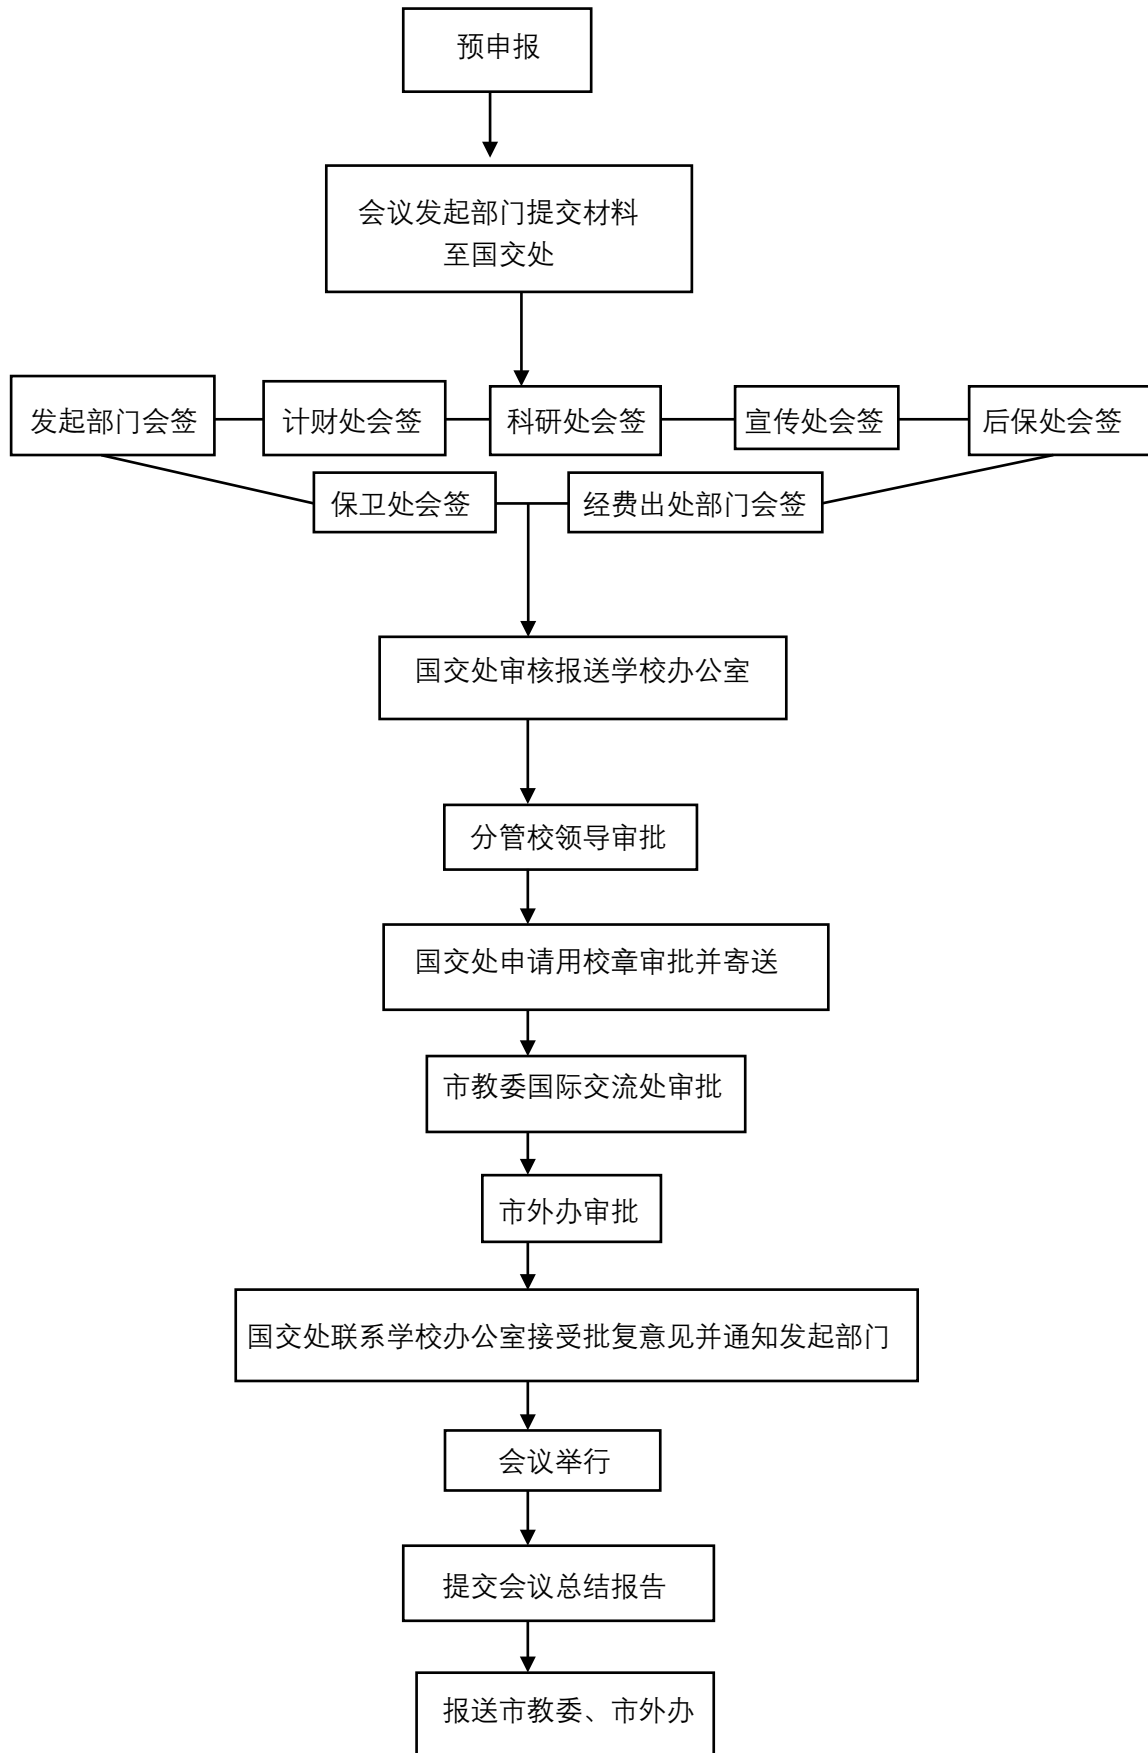 预申报
会议发起部门提交材料
至国交处
发起部门会签
计财处会签
科研处会签
宣传处会签
后保处会签
保卫处会签
经费出处部门会签
国交处审核报送学校办公室
分管校领导审批
国交处申请用校章审批并寄送
市教委国际交流处审批
市外办审批
国交处联系学校办公室接受批复意见并通知发起部门
会议举行
提交会议总结报告
报送市教委、市外办